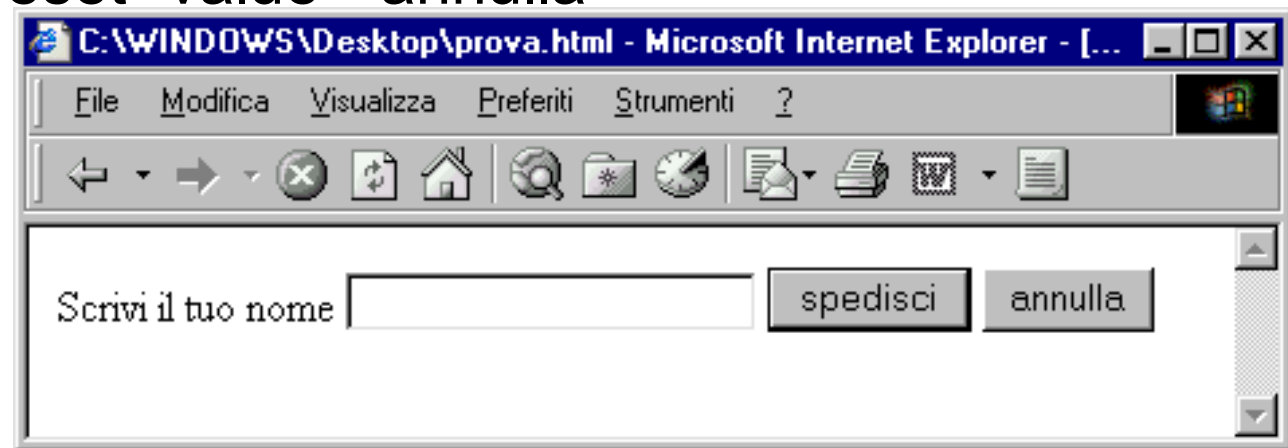 C:\WINDOWS\Desktop\prova.html - Microsoft Internet Explorer - [...
File Modifica Visualizza Preferiti Strumenti ?
Scrivi il tuo nome spedisci annulla